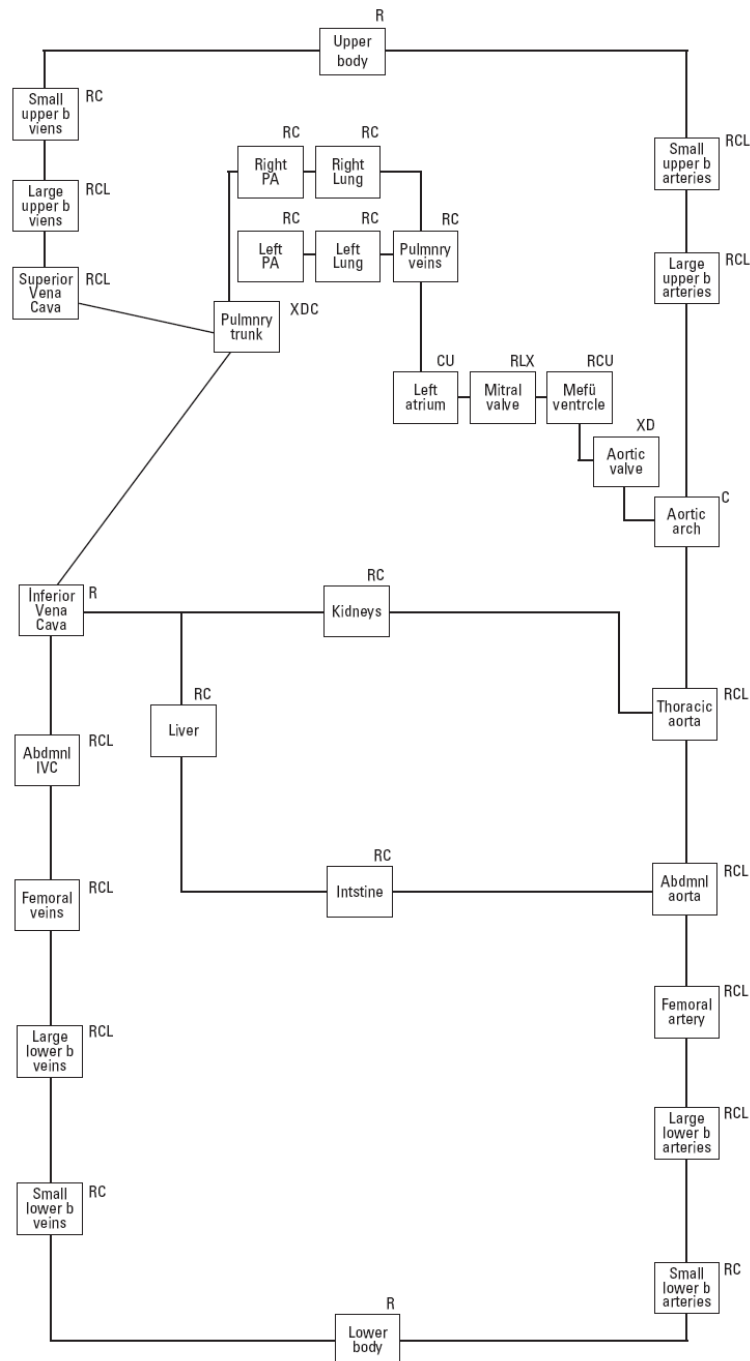 R
Upper
body
Small
upper b
viens
RC
Large
upper b
viens
RCL
Superior
Vena
Cava
RCL
RC
Right
PA
RC
Right
Lung
RC
Left
PA
RC
Left
Lung
RC
Pulmnry
veins
Pulmnry
trunk
XDC
Small
upper b
arteries
RCL
Large
upper b
arteries
RCL
CU
Left
atrium
RLX
Mitral
valve
RCU
Mefü
ventrcle
XD
Aortic
valve
C
Aortic
arch
İnferior
Vena
Cava
R
RC
Kidneys
RC
Liver
Thoracic
aorta
RCL
Abdmnl
IVC
RCL
RC
Intstine
Abdmnl
aorta
RCL
Femoral
veins
RCL
Femoral
artery
RCL
Large
lower b
veins
RCL
Large
lower b
arteries
RCL
Small
lower b
veins
RC
Small
lower b
arteries
RC
R
Lower
body